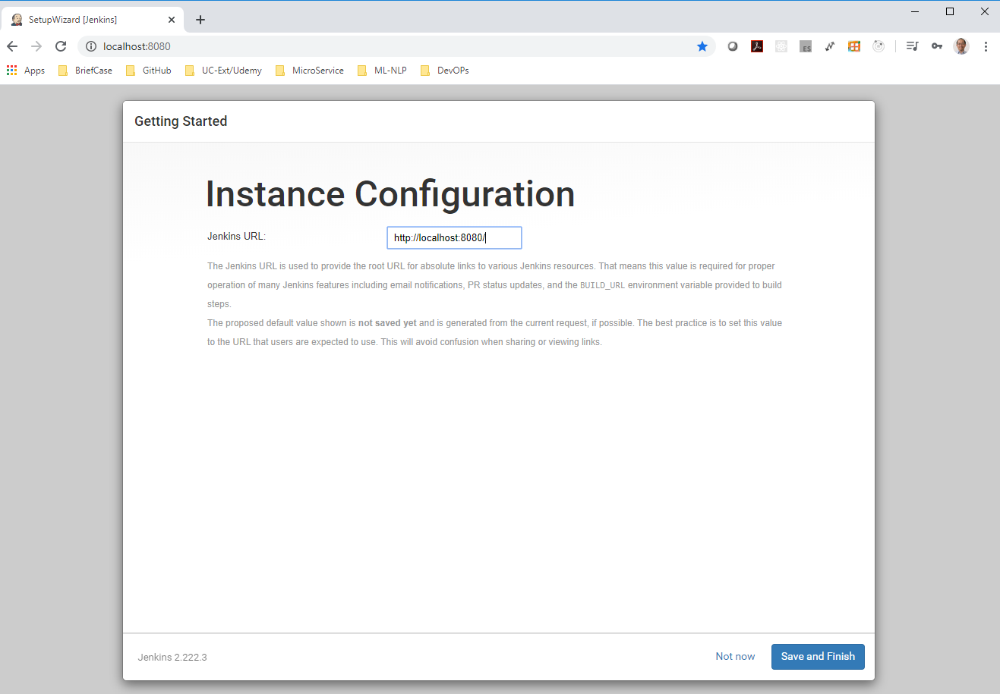 SetupWizard [Jenkins]
localhost:8080
ES
Apps BriefCase GitHub UC-Ext/Udemy MicroService ML-NLP DevOPs
Getting Started
Instance Configuration
Jenkins URL: http://localhost:8080/
The Jenkins URL is used to provide the root URL for absolute links to various Jenkins resources. That means this value is required for proper
operation of many Jenkins features including email notifications, PR status updates, and the BUILD_URL environment variable provided to build
steps.
The proposed default value shown is not saved yet and is generated from the current request, if possible. The best practice is to set this value
to the URL that users are expected to use. This will avoid confusion when sharing or viewing links.
Jenkins 2.222.3 Not now Save and Finish